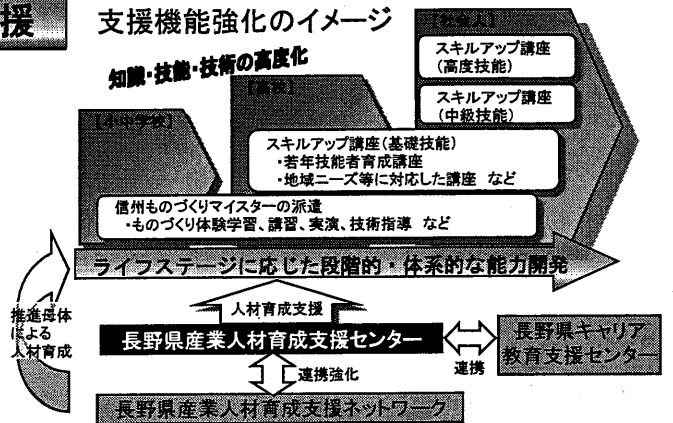 援
支援機能強化のイメージ
知識・技能・技術の高度化
【社会人】
スキルアップ講座
(高度技能)
スキルアップ講座
(中級技能)
【高校】
【小中学校】
スキルアップ講座(基礎技能)
・若年技能者育成講座
・地域ニーズ等に対応した講座 など
信州ものづくりマイスターの派遣
・ものづくり体験学習、講習、実演、技術指導 など
ライフステージに応じた段階的・体系的な能力開発
推進母体
による
人材育成
人材育成支援
長野県産業人材育成支援センター
連携
長野県キャリア
教育支援センター
連携強化
長野県産業人材育成支援ネットワーク